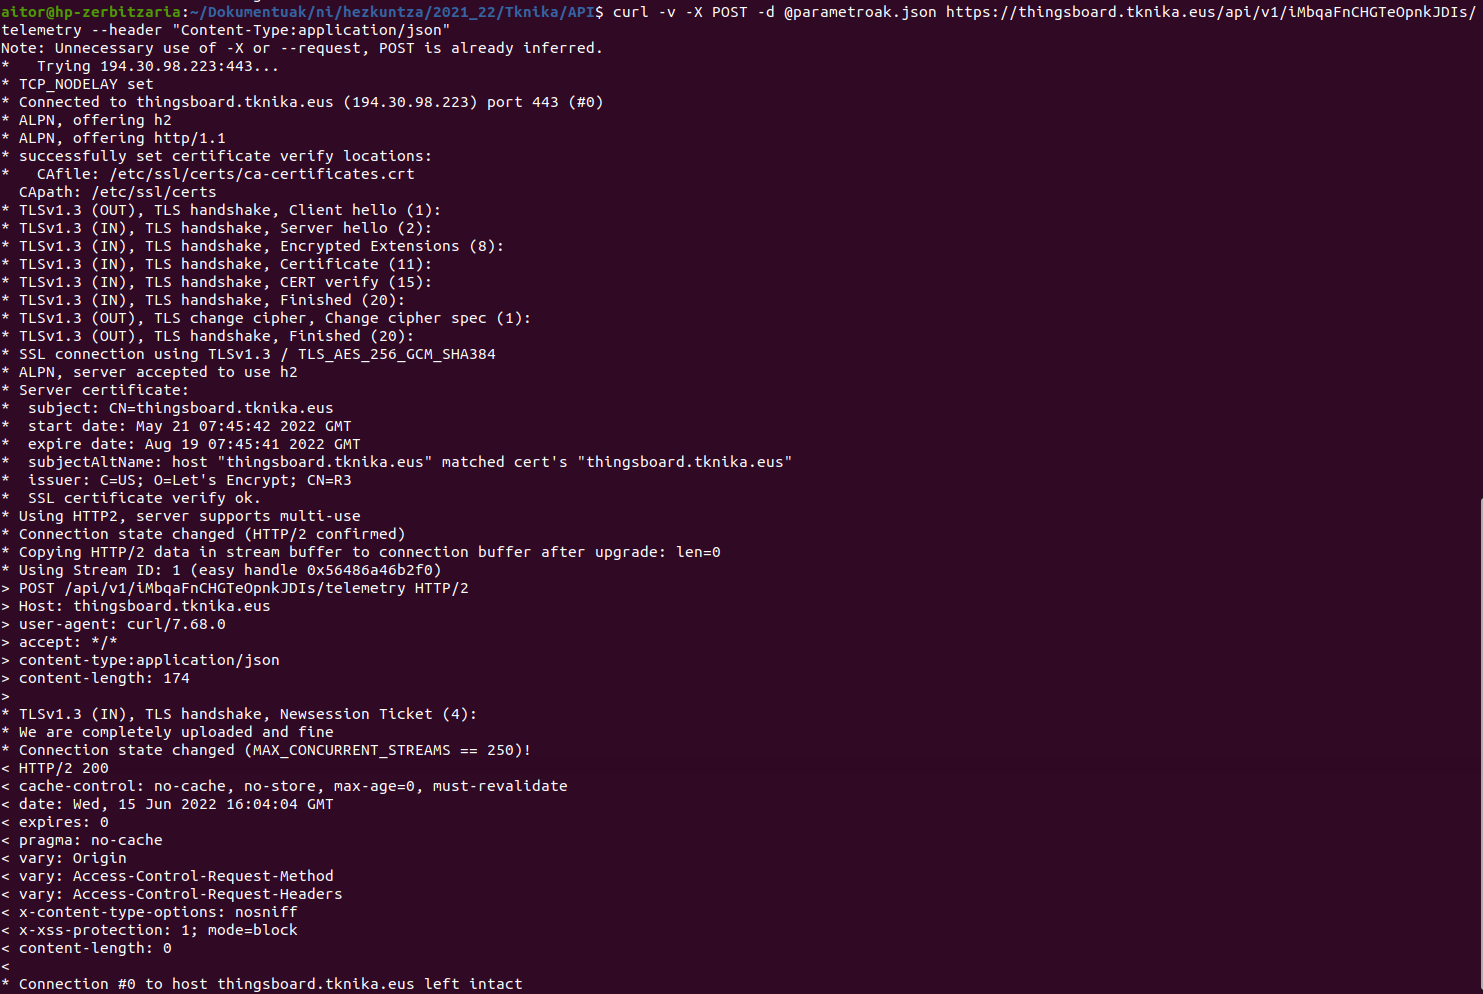 aitor@hp-zerbitzaria:~/Dokumentuak/ni/hezkuntza/2021_22/Tknika/API$ curl -v -X POST -d @parametroak.json https://thingsboard.tknika.eus/api/v1/iMbqaFnCHGTeOpnkJDIs/
telemetry --header "Content-Type:application/json"
Note: Unnecessary use of -X or --request, POST is already inferred.
*   Trying 194.30.98.223:443...
* TCP_NODELAY set
* Connected to thingsboard.tknika.eus (194.30.98.223) port 443 (#0)
* ALPN, offering h2
* ALPN, offering http/1.1
* successfully set certificate verify locations:
*   CAfile: /etc/ssl/certs/ca-certificates.crt
  CApath: /etc/ssl/certs
* TLSv1.3 (OUT), TLS handshake, Client hello (1):
* TLSv1.3 (IN), TLS handshake, Server hello (2):
* TLSv1.3 (IN), TLS handshake, Encrypted Extensions (8):
* TLSv1.3 (IN), TLS handshake, Certificate (11):
* TLSv1.3 (IN), TLS handshake, CERT verify (15):
* TLSv1.3 (IN), TLS handshake, Finished (20):
* TLSv1.3 (OUT), TLS change cipher, Change cipher spec (1):
* TLSv1.3 (OUT), TLS handshake, Finished (20):
* SSL connection using TLSv1.3 / TLS_AES_256_GCM_SHA384
* ALPN, server accepted to use h2
* Server certificate:
*  subject: CN=thingsboard.tknika.eus
*  start date: May 21 07:45:42 2022 GMT
*  expire date: Aug 19 07:45:41 2022 GMT
*  subjectAltName: host "thingsboard.tknika.eus" matched cert's "thingsboard.tknika.eus"
*  issuer: C=US; O=Let's Encrypt; CN=R3
*  SSL certificate verify ok.
* Using HTTP2, server supports multi-use
* Connection state changed (HTTP/2 confirmed)
* Copying HTTP/2 data in stream buffer to connection buffer after upgrade: len=0
* Using Stream ID: 1 (easy handle 0x56486a46b2f0)
> POST /api/v1/iMbqaFnCHGTeOpnkJDIs/telemetry HTTP/2
> Host: thingsboard.tknika.eus
> user-agent: curl/7.68.0
> accept: */*
> content-type:application/json
> content-length: 174
>
* TLSv1.3 (IN), TLS handshake, Newsession Ticket (4):
* We are completely uploaded and fine
* Connection state changed (MAX_CONCURRENT_STREAMS == 250)!
< HTTP/2 200
< cache-control: no-cache, no-store, max-age=0, must-revalidate
< date: Wed, 15 Jun 2022 16:04:04 GMT
< expires: 0
< pragma: no-cache
< vary: Origin
< vary: Access-Control-Request-Method
< vary: Access-Control-Request-Headers
< x-content-type-options: nosniff
< x-xss-protection: 1; mode=block
< content-length: 0
<
* Connection #0 to host thingsboard.tknika.eus left intact